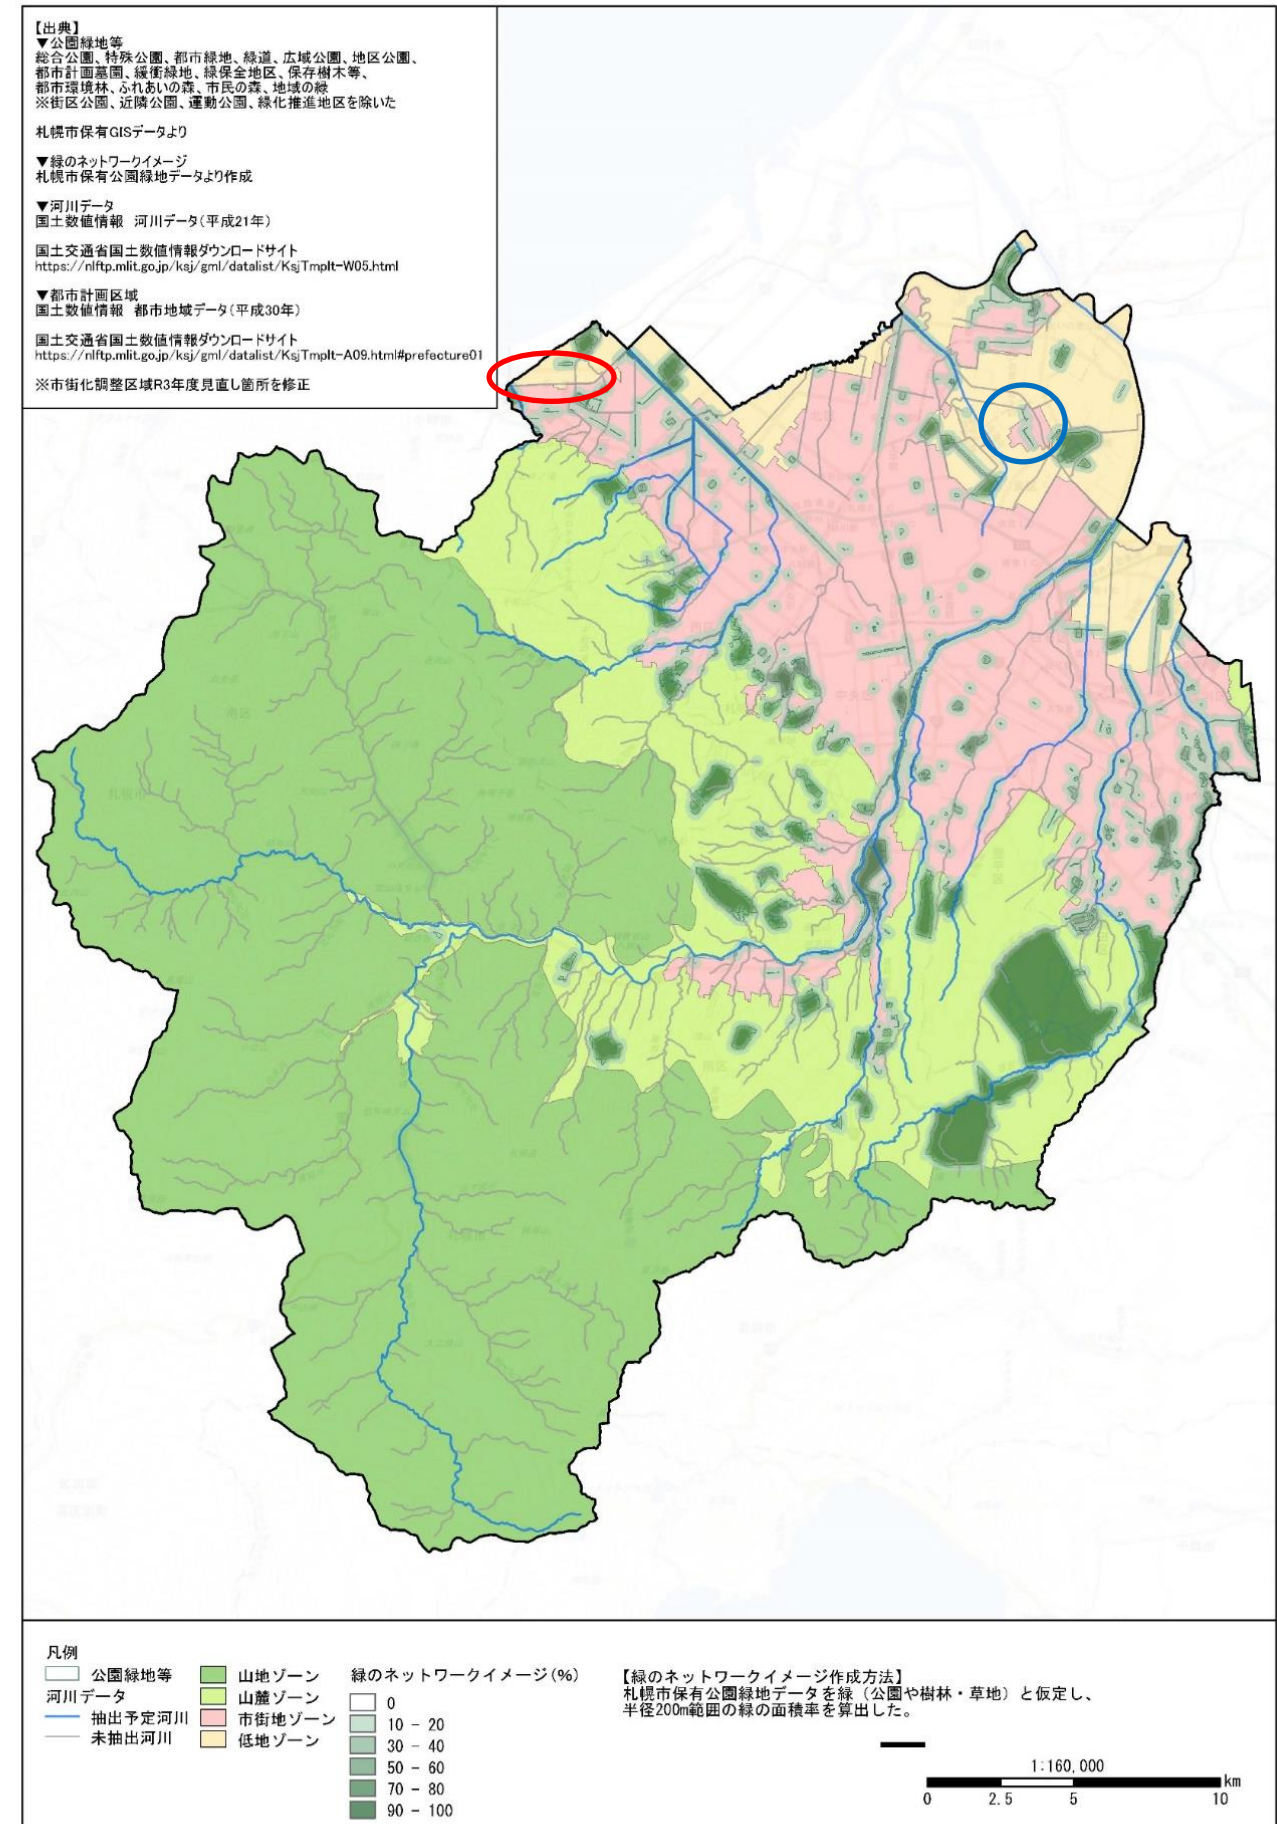 【出典】
▼公園緑地等
総合公園、特殊公園、都市緑地、緑道、広域公園、地区公園、
都市計画墓園、緩衝緑地、緑保全地区、保存樹木等、
都市環境林、ふれあいの森、市民の森、地域の緑
※街区公園、近隣公園、運動公園、緑化推進地区を除いた
札幌市保有GISデータより
▼緑のネットワークイメージ
札幌市保有公園緑地データより作成
▼河川データ
国土数値情報 河川データ(平成21年)
国土交通省国土数値情報ダウンロードサイト
https://nlftp.mlit.go.jp/ksj/gml/datalist/KsjTmplt-W05.html
▼都市計画区域
国土数値情報 都市地域データ(平成30年)
国土交通省国土数値情報ダウンロードサイト
https://nlftp.mlit.go.jp/ksj/gml/datalist/KsjTmplt-A09.html#prefecture01
※市街化調整区域R3年度見直し箇所を修正
北区
中央区
南区
凡例
公園緑地等
河川データ
抽出予定河川
未抽出河川
山地ゾーン
山麓ゾーン
市街地ゾーン
低地ゾーン
緑のネットワークイメージ(%)
0
10 - 20
30 - 40
50 - 60
70 - 80
90 - 100
【緑のネットワークイメージ作成方法】
札幌市保有公園緑地データを緑（公園や樹林・草地）と仮定し、
半径200m範囲の緑の面積率を算出した。
1:160,000
km
0 2.5 5 10